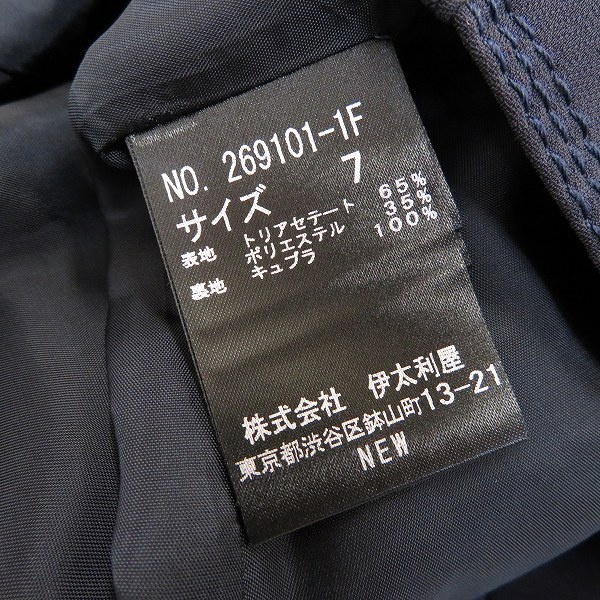 NO. 269101-1F
サイズ 7
表地 トリアセテート 65%
ポリエステル 35%
裏地 キュプラ 100%
株式会社 伊太利屋
東京都渋谷区鉢山町13-21
NEW